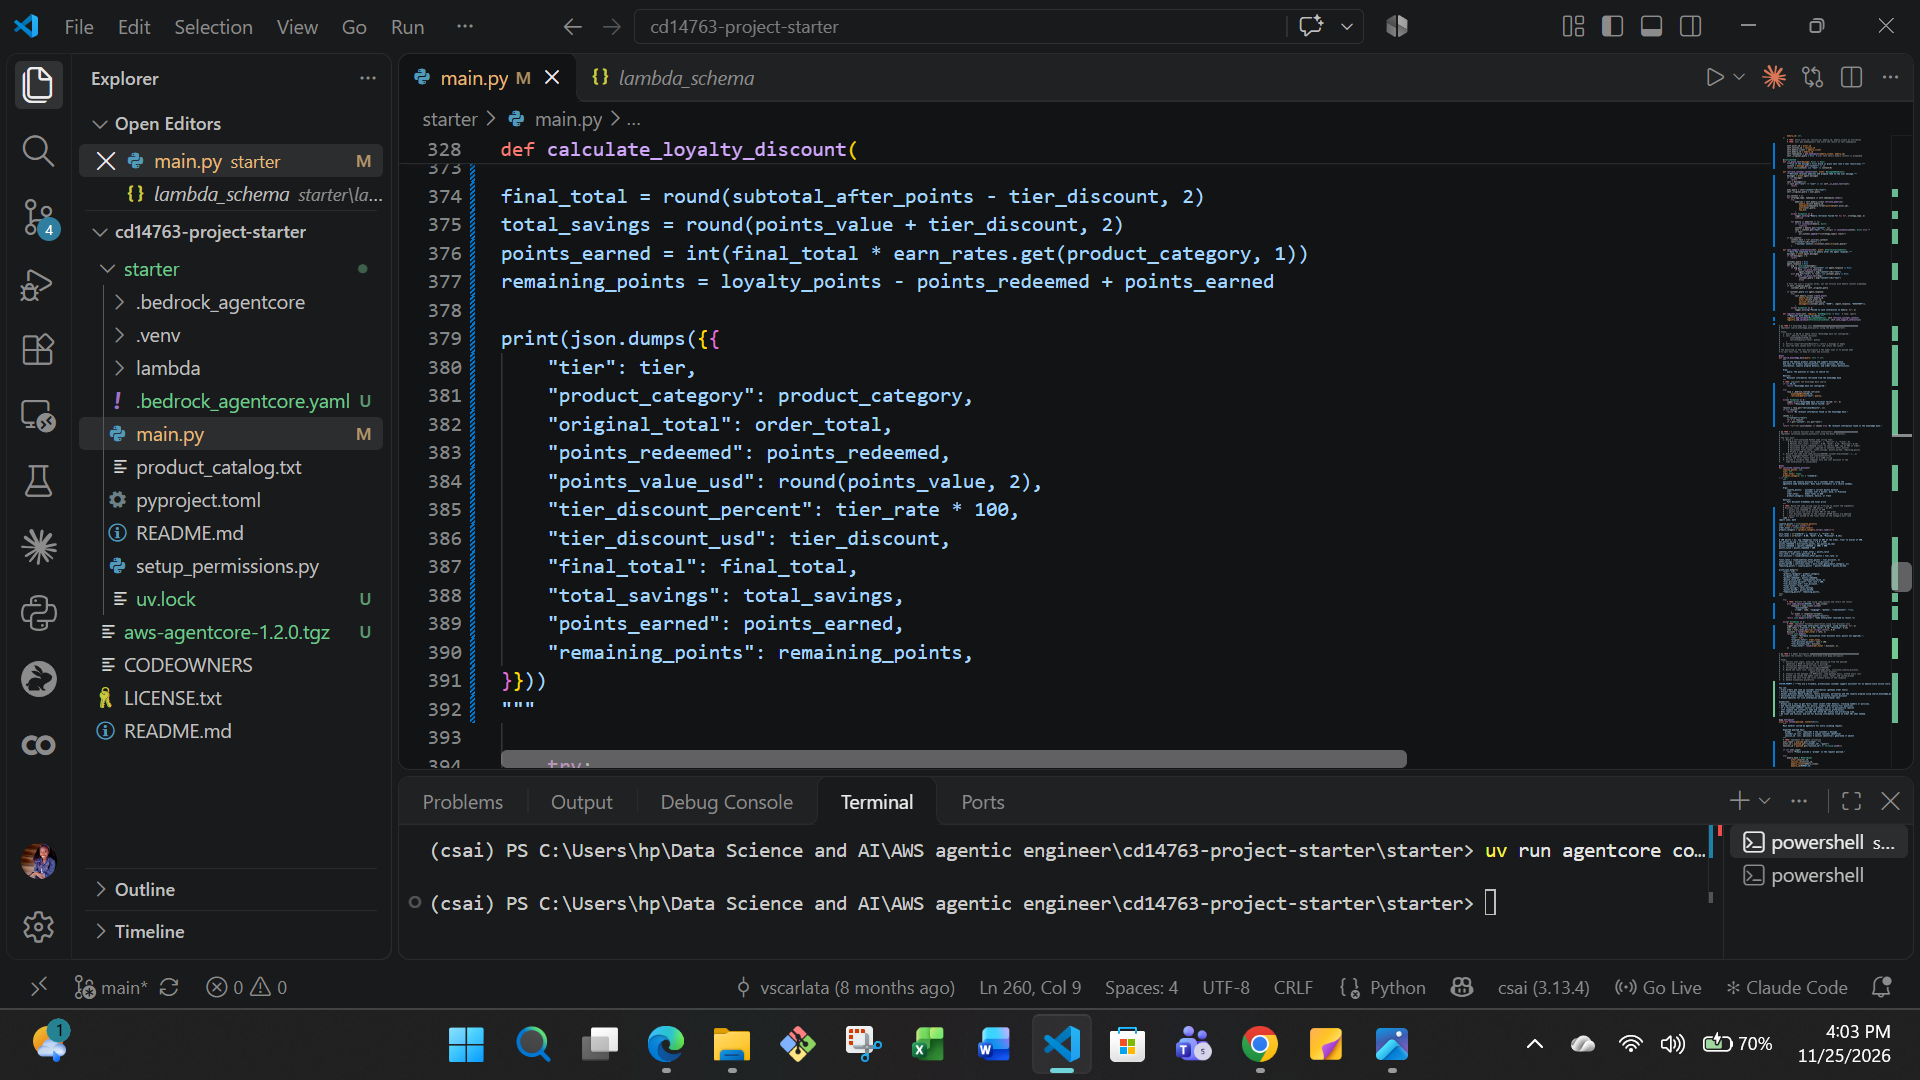 File Edit Selection View Go Run ···
cd14763-project-starter
Explorer
Open Editors
main.py starter M
{} lambda_schema starter\la...
cd14763-project-starter
starter
.bedrock_agentcore
.venv
lambda
! .bedrock_agentcore.yaml U
main.py M
product_catalog.txt
pyproject.toml
README.md
setup_permissions.py
uv.lock U
aws-agentcore-1.2.0.tgz U
CODEOWNERS
LICENSE.txt
README.md
Outline
Timeline
4
main.py M
{} lambda_schema
starter > main.py > ...
328 def calculate_loyalty_discount(
373
374 final_total = round(subtotal_after_points - tier_discount, 2)
375 total_savings = round(points_value + tier_discount, 2)
376 points_earned = int(final_total * earn_rates.get(product_category, 1))
377 remaining_points = loyalty_points - points_redeemed + points_earned
378
379 print(json.dumps({{
380 "tier": tier,
381 "product_category": product_category,
382 "original_total": order_total,
383 "points_redeemed": points_redeemed,
384 "points_value_usd": round(points_value, 2),
385 "tier_discount_percent": tier_rate * 100,
386 "tier_discount_usd": tier_discount,
387 "final_total": final_total,
388 "total_savings": total_savings,
389 "points_earned": points_earned,
390 "remaining_points": remaining_points,
391 }}))
392 """
393
394 try:
Problems Output Debug Console Terminal Ports
(csai) PS C:\Users\hp\Data Science and AI\AWS agentic engineer\cd14763-project-starter\starter> uv run agentcore co...
(csai) PS C:\Users\hp\Data Science and AI\AWS agentic engineer\cd14763-project-starter\starter>
powershell s...
powershell
main* 0 0 vscarlata (8 months ago) Ln 260, Col 9 Spaces: 4 UTF-8 CRLF {} Python csai (3.13.4) Go Live Claude Code
1
70%
4:03 PM
11/25/2026